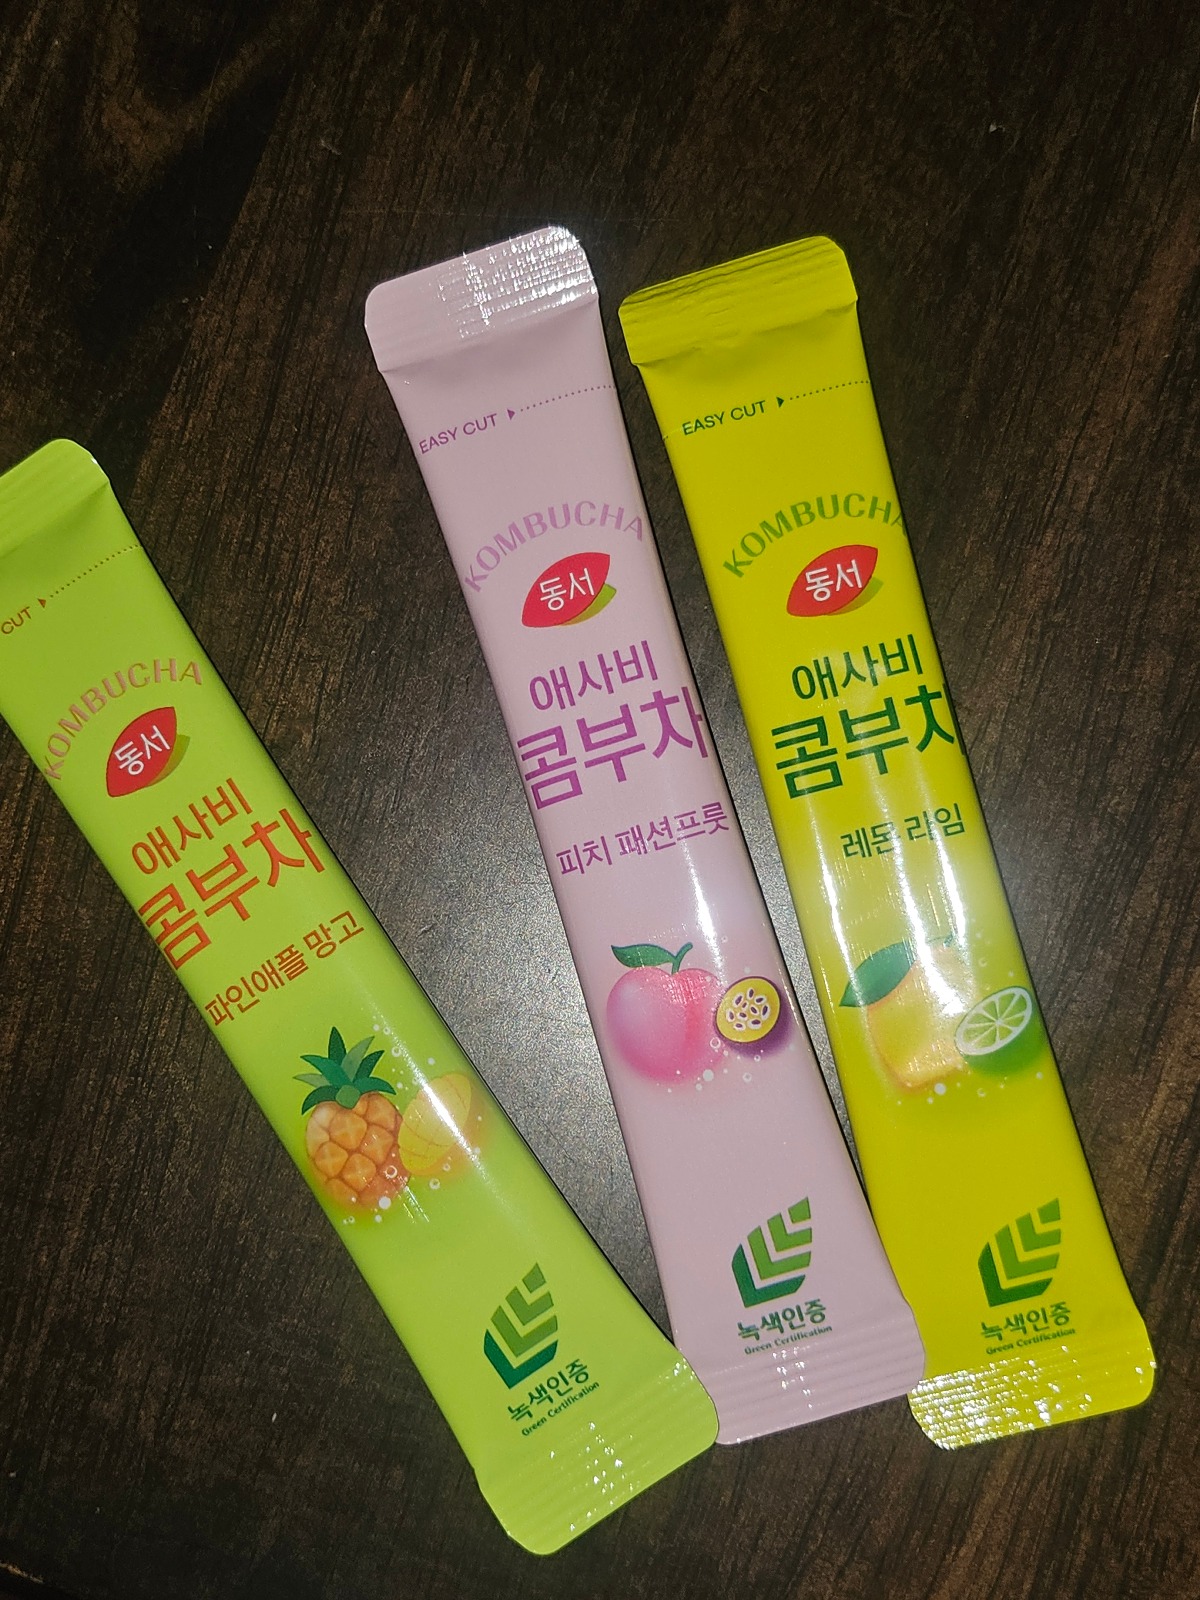 CUT
KOMBUCHA
동서
애사비
콤부차
파인애플 망고
녹색인증
Green Certification
EASY CUT
KOMBUCHA
동서
애사비
콤부차
피치 패션프룻
녹색인증
Green Certification
EASY CUT
KOMBUCHA
동서
애사비
콤부차
레몬 라임
녹색인증
Green Certification